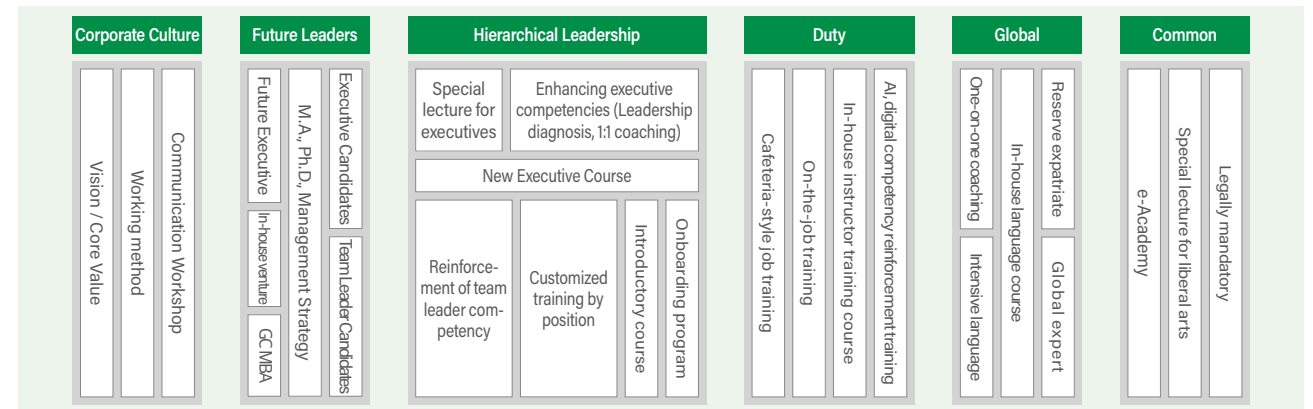 Corporate Culture
Vision / Core Value
Working method
Communication Workshop
Future Leaders
Future Executive
In-house venture
GC MBA
M.A., Ph.D., Management Strategy
Executive Candidates
Team Leader Candidates
Hierarchical Leadership
Special
lecture for
executives
Enhancing executive
competencies (Leadership
diagnosis, 1:1 coaching)
New Executive Course
Reinforce-
ment of team
leader com-
petency
Customized
training by
position
Introductory course
Onboarding program
Duty
Cafeteria-style job training
On-the-job training
In-house instructor training course
AI, digital competency reinforcement training
Global
One-on-one coaching
Intensive language
In-house language course
Reserve expatriate
Global expert
Common
e-Academy
Special lecture for liberal arts
Legally mandatory